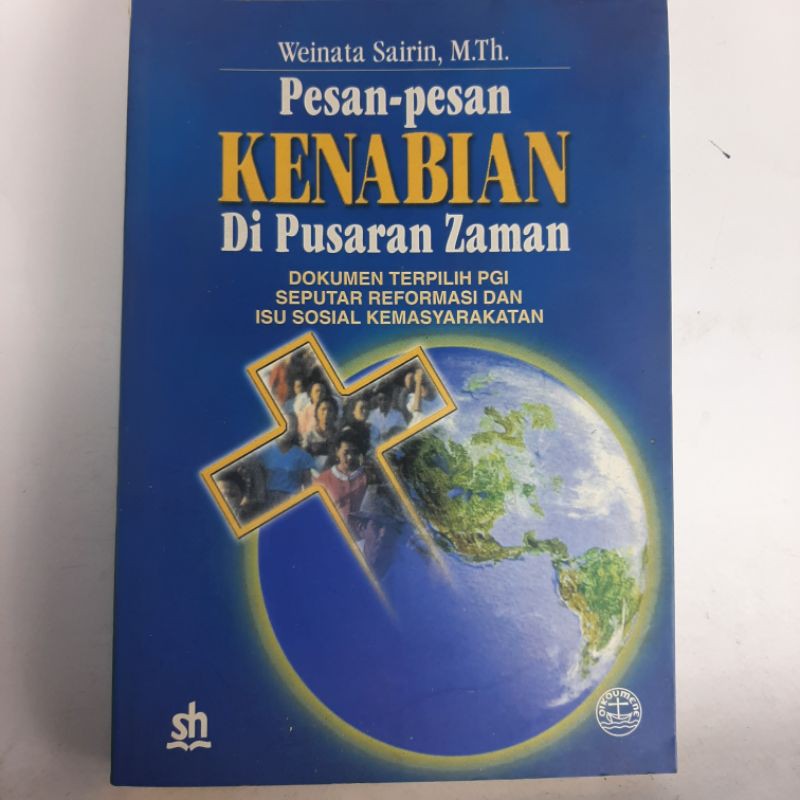 Weinata Sairin, M.Th.
Pesan-pesan
KENABIAN
Di Pusaran Zaman
DOKUMEN TERPILIH PGI
SEPUTAR REFORMASI DAN
ISU SOSIAL KEMASYARAKATAN
sh
OIKOUMENE